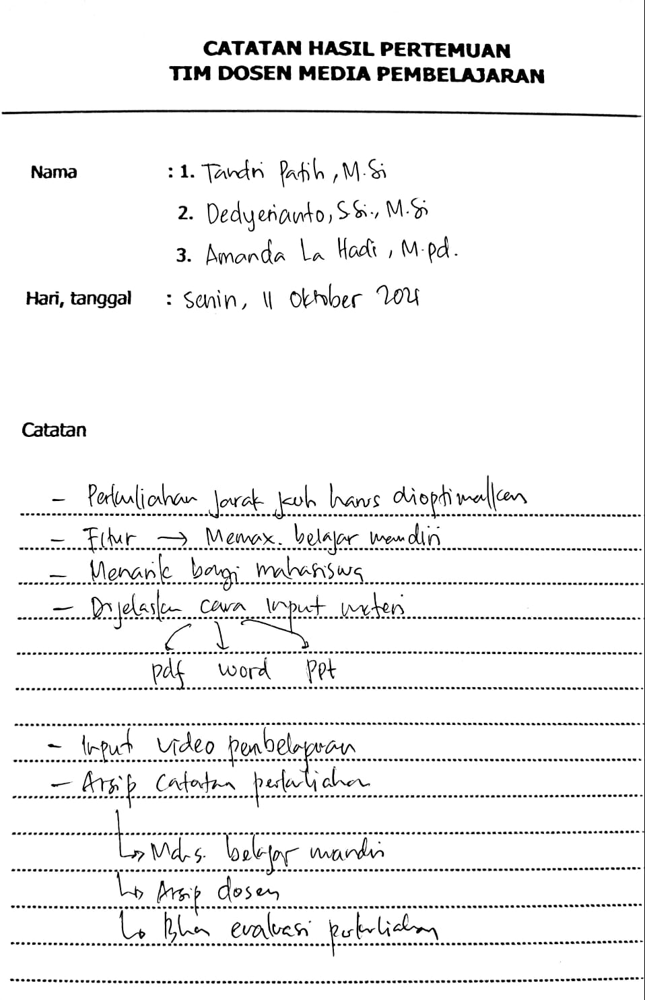 CATATAN HASIL PERTEMUAN
TIM DOSEN MEDIA PEMBELAJARAN
Nama : 1. Tandri Patih, M.Si
2. Dedyerianto, S.Si., M.Si
3. Amanda La Hadi, M.pd.
Hari, tanggal : Senin, 11 Oktober 2021
Catatan
- Perkuliahan Jarak Jauh harus dioptimalkan
- Fitur → Memax. belajar mandiri
- Menarik bagi mahasiswa
- Dijelaskan cara Input materi
pdf word ppt
- Input video pembelajaran
- Arsip Catatan perkuliahan
↳ Mahs. belajar mandiri
↳ Arsip dosen
↳ Bhn evaluasi perkuliahan